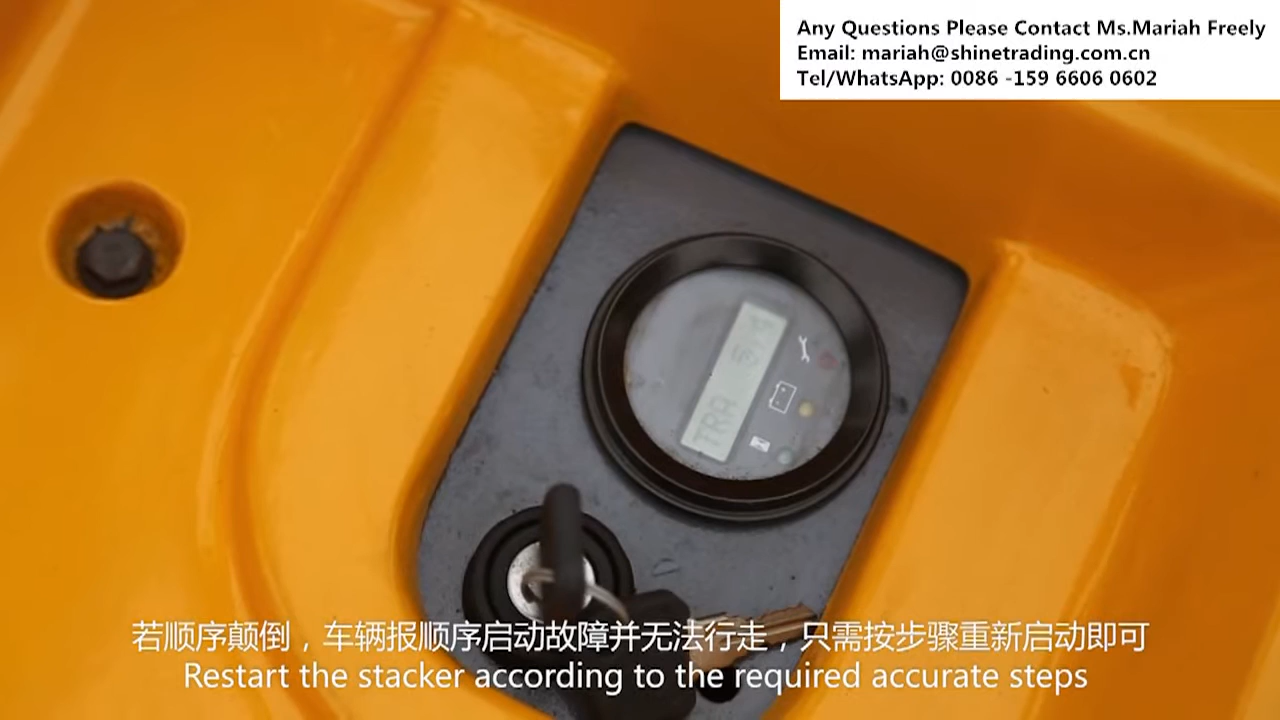 Any Questions Please Contact Ms.Mariah Freely
Email: mariah@shinetrading.com.cn
Tel/WhatsApp: 0086 -159 6606 0602
TRA
若顺序颠倒，车辆报顺序启动故障并无法行走，只需按步骤重新启动即可
Restart the stacker according to the required accurate steps